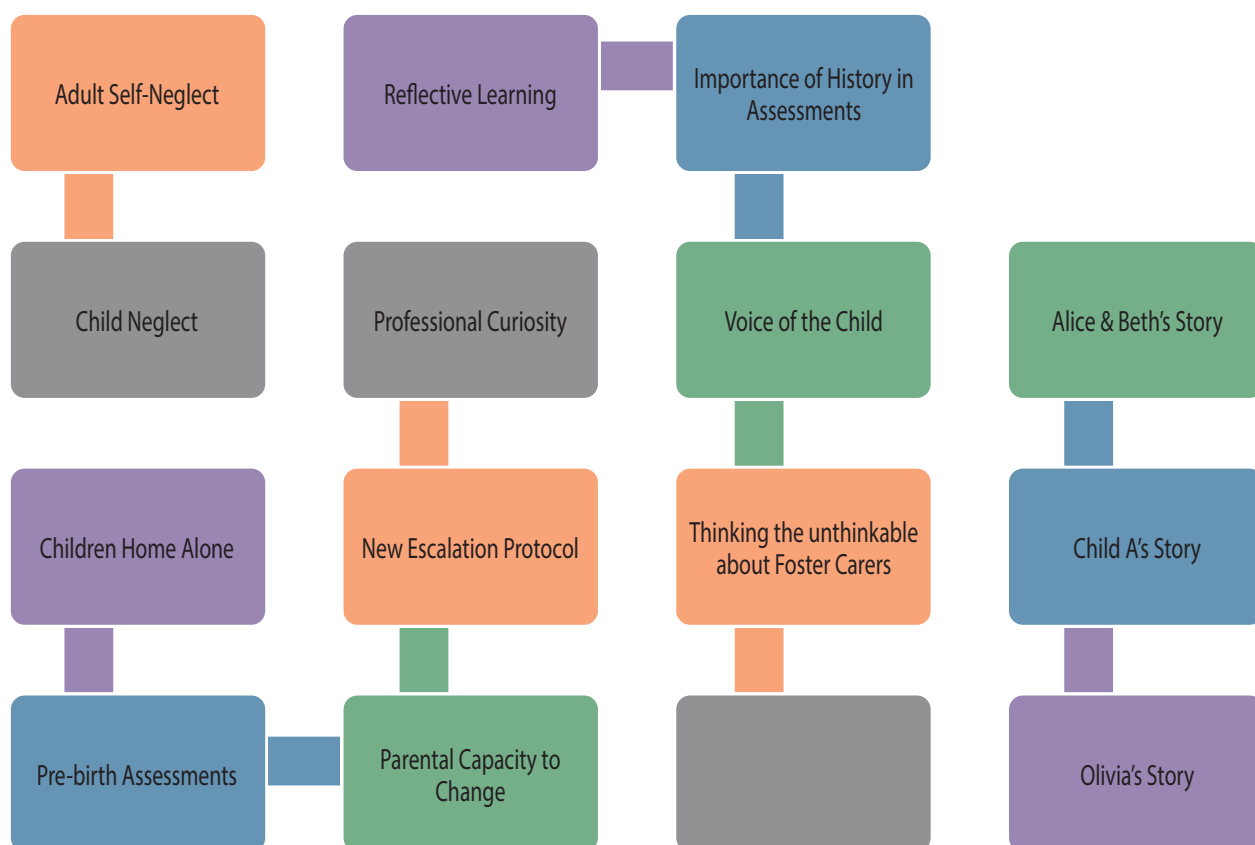 Adult Self-Neglect
Reflective Learning
Importance of History in
Assessments
Child Neglect
Professional Curiosity
Voice of the Child
Alice & Beth's Story
Children Home Alone
New Escalation Protocol
Thinking the unthinkable
about Foster Carers
Child A's Story
Pre-birth Assessments
Parental Capacity to
Change
Olivia's Story